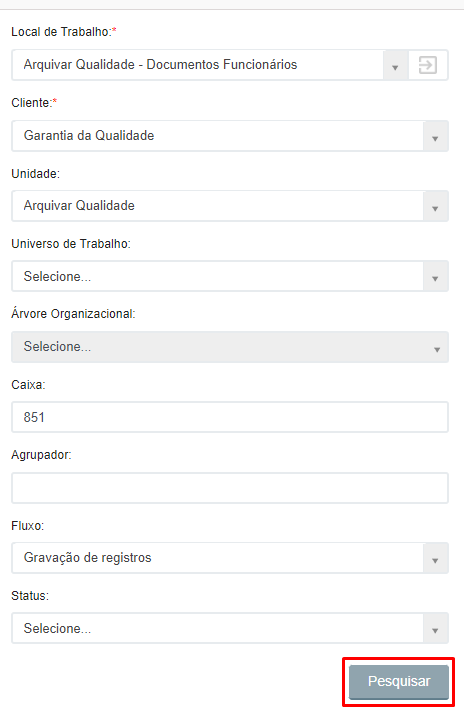 Local de Trabalho:*
Arquivar Qualidade - Documentos Funcionários
Cliente:*
Garantia da Qualidade
Unidade:
Arquivar Qualidade
Universo de Trabalho:
Selecione...
Árvore Organizacional:
Selecione...
Caixa:
851
Agrupador:
Fluxo:
Gravação de registros
Status:
Selecione...
Pesquisar